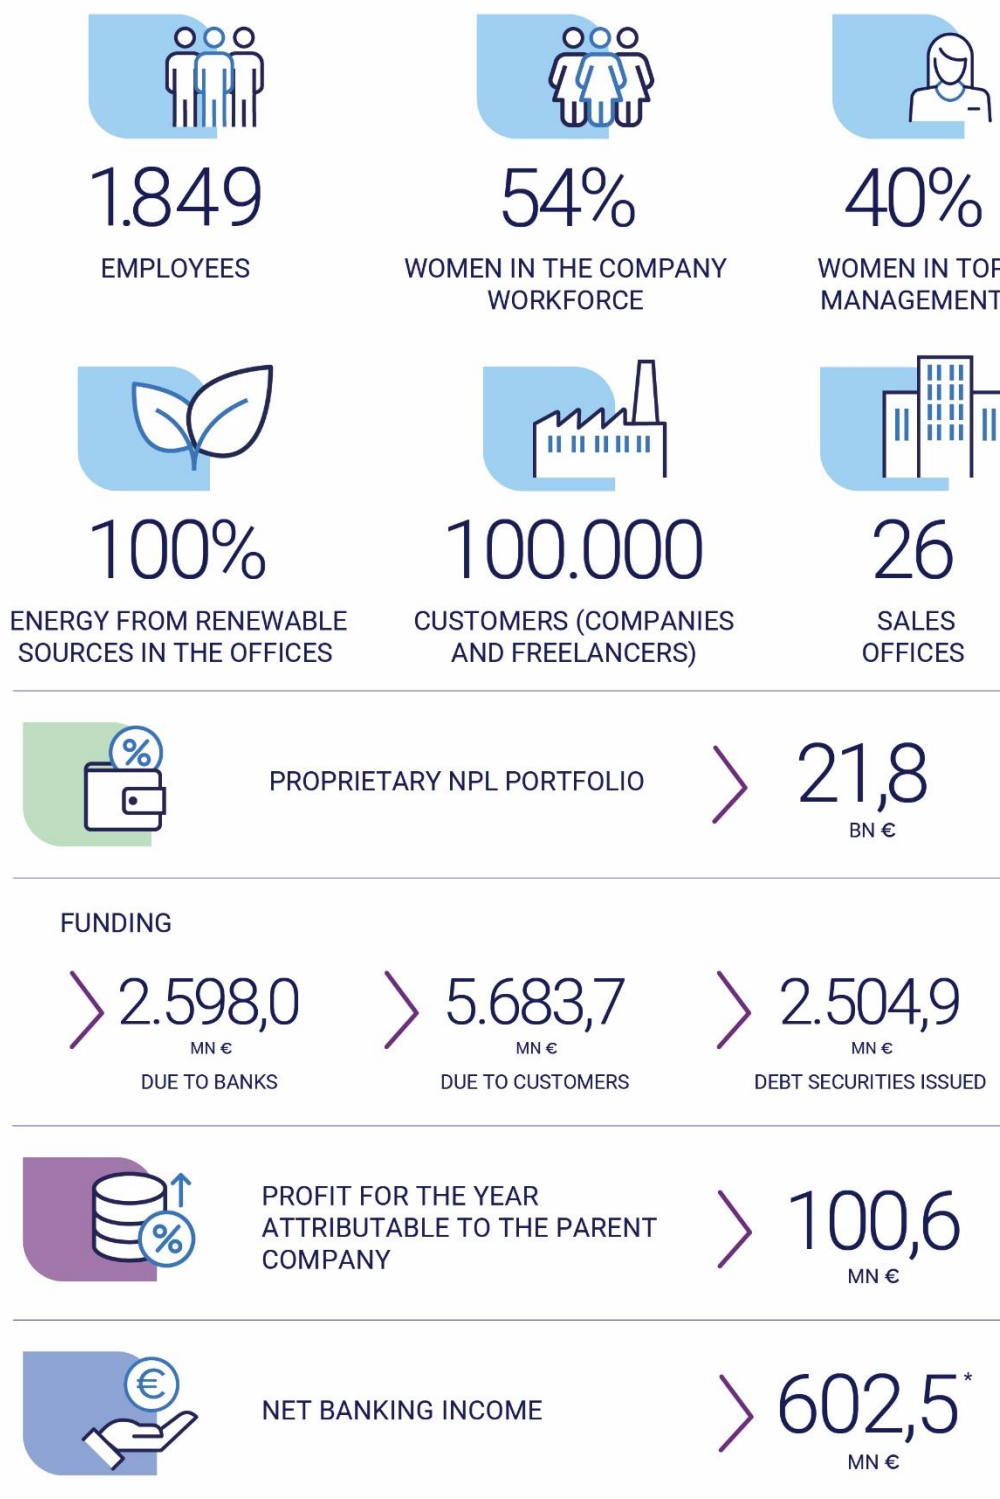 1.849
EMPLOYEES
54%
WOMEN IN THE COMPANY
WORKFORCE
40%
WOMEN IN TOP
MANAGEMENT
100%
ENERGY FROM RENEWABLE
SOURCES IN THE OFFICES
100.000
CUSTOMERS (COMPANIES
AND FREELANCERS)
26
SALES
OFFICES
%
PROPRIETARY NPL PORTFOLIO
21,8
BN €
FUNDING
2.598,0
MN €
DUE TO BANKS
5.683,7
MN €
DUE TO CUSTOMERS
2.504,9
MN €
DEBT SECURITIES ISSUED
%
PROFIT FOR THE YEAR
ATTRIBUTABLE TO THE PARENT
COMPANY
100,6
MN €
€
NET BANKING INCOME
602,5*
MN €